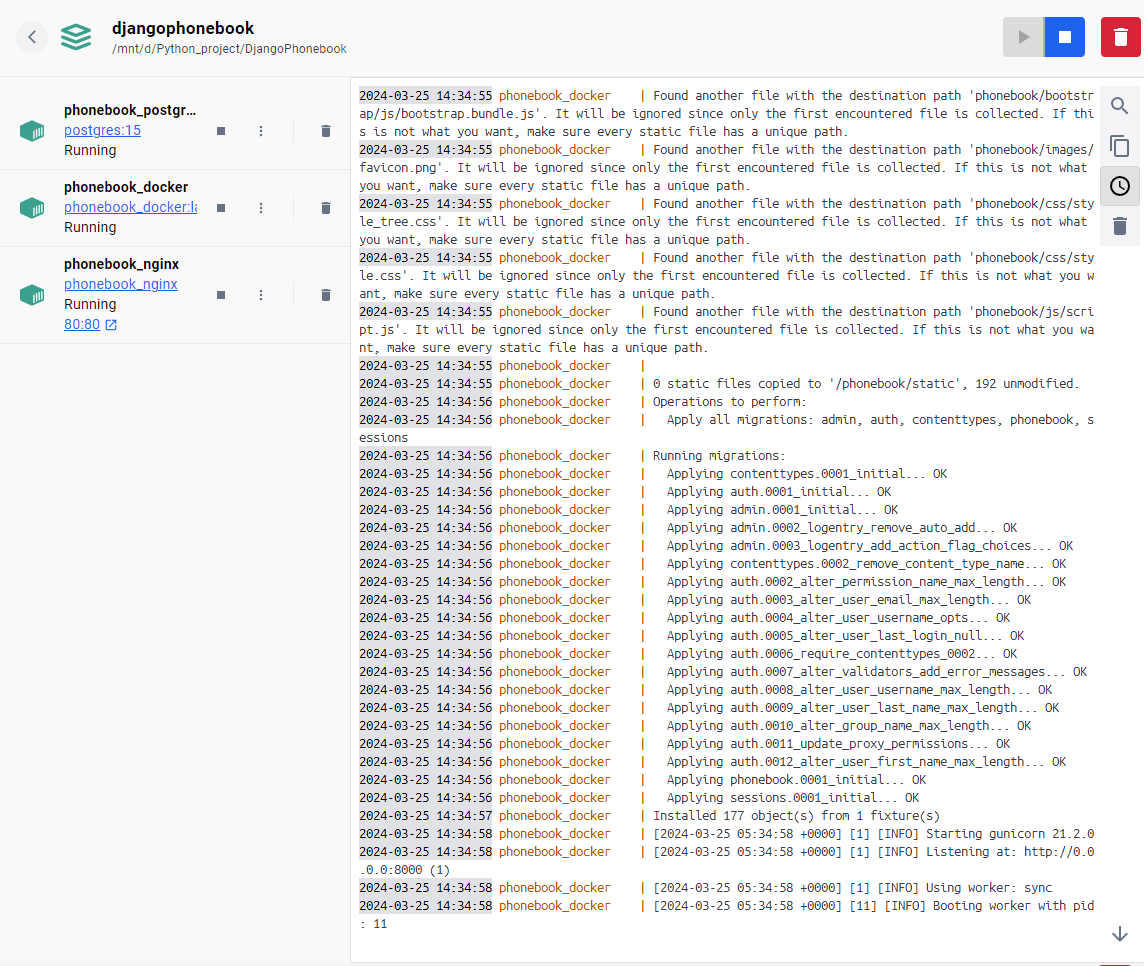 djangophonebook
/mnt/d/Python_project/DjangoPhonebook
phonebook_postgr...
postgres:15
Running
phonebook_docker
phonebook_docker:la
Running
phonebook_nginx
phonebook_nginx
Running
80:80
2024-03-25 14:34:55 phonebook_docker | Found another file with the destination path 'phonebook/bootstr
ap/js/bootstrap.bundle.js'. It will be ignored since only the first encountered file is collected. If thi
s is not what you want, make sure every static file has a unique path.
2024-03-25 14:34:55 phonebook_docker | Found another file with the destination path 'phonebook/images/
favicon.png'. It will be ignored since only the first encountered file is collected. If this is not what
you want, make sure every static file has a unique path.
2024-03-25 14:34:55 phonebook_docker | Found another file with the destination path 'phonebook/css/sty
le_tree.css'. It will be ignored since only the first encountered file is collected. If this is not what
you want, make sure every static file has a unique path.
2024-03-25 14:34:55 phonebook_docker | Found another file with the destination path 'phonebook/css/sty
le.css'. It will be ignored since only the first encountered file is collected. If this is not what you w
ant, make sure every static file has a unique path.
2024-03-25 14:34:55 phonebook_docker | Found another file with the destination path 'phonebook/js/scri
pt.js'. It will be ignored since only the first encountered file is collected. If this is not what you wa
nt, make sure every static file has a unique path.
2024-03-25 14:34:55 phonebook_docker |
2024-03-25 14:34:55 phonebook_docker | 0 static files copied to '/phonebook/static', 192 unmodified.
2024-03-25 14:34:56 phonebook_docker | Operations to perform:
2024-03-25 14:34:56 phonebook_docker | Apply all migrations: admin, auth, contenttypes, phonebook, s
essions
2024-03-25 14:34:56 phonebook_docker | Running migrations:
2024-03-25 14:34:56 phonebook_docker | Applying contenttypes.0001_initial... OK
2024-03-25 14:34:56 phonebook_docker | Applying auth.0001_initial... OK
2024-03-25 14:34:56 phonebook_docker | Applying admin.0001_initial... OK
2024-03-25 14:34:56 phonebook_docker | Applying admin.0002_logentry_remove_auto_add... OK
2024-03-25 14:34:56 phonebook_docker | Applying admin.0003_logentry_add_action_flag_choices... OK
2024-03-25 14:34:56 phonebook_docker | Applying contenttypes.0002_remove_content_type_name... OK
2024-03-25 14:34:56 phonebook_docker | Applying auth.0002_alter_permission_name_max_length... OK
2024-03-25 14:34:56 phonebook_docker | Applying auth.0003_alter_user_email_max_length... OK
2024-03-25 14:34:56 phonebook_docker | Applying auth.0004_alter_user_username_opts... OK
2024-03-25 14:34:56 phonebook_docker | Applying auth.0005_alter_user_last_login_null... OK
2024-03-25 14:34:56 phonebook_docker | Applying auth.0006_require_contenttypes_0002... OK
2024-03-25 14:34:56 phonebook_docker | Applying auth.0007_alter_validators_add_error_messages... OK
2024-03-25 14:34:56 phonebook_docker | Applying auth.0008_alter_user_username_max_length... OK
2024-03-25 14:34:56 phonebook_docker | Applying auth.0009_alter_user_last_name_max_length... OK
2024-03-25 14:34:56 phonebook_docker | Applying auth.0010_alter_group_name_max_length... OK
2024-03-25 14:34:56 phonebook_docker | Applying auth.0011_update_proxy_permissions... OK
2024-03-25 14:34:56 phonebook_docker | Applying auth.0012_alter_user_first_name_max_length... OK
2024-03-25 14:34:56 phonebook_docker | Applying phonebook.0001_initial... OK
2024-03-25 14:34:56 phonebook_docker | Applying sessions.0001_initial... OK
2024-03-25 14:34:57 phonebook_docker | Installed 177 object(s) from 1 fixture(s)
2024-03-25 14:34:58 phonebook_docker | [2024-03-25 05:34:58 +0000] [1] [INFO] Starting gunicorn 21.2.0
2024-03-25 14:34:58 phonebook_docker | [2024-03-25 05:34:58 +0000] [1] [INFO] Listening at: http://0.0
.0.0:8000 (1)
2024-03-25 14:34:58 phonebook_docker | [2024-03-25 05:34:58 +0000] [1] [INFO] Using worker: sync
2024-03-25 14:34:58 phonebook_docker | [2024-03-25 05:34:58 +0000] [11] [INFO] Booting worker with pid
: 11